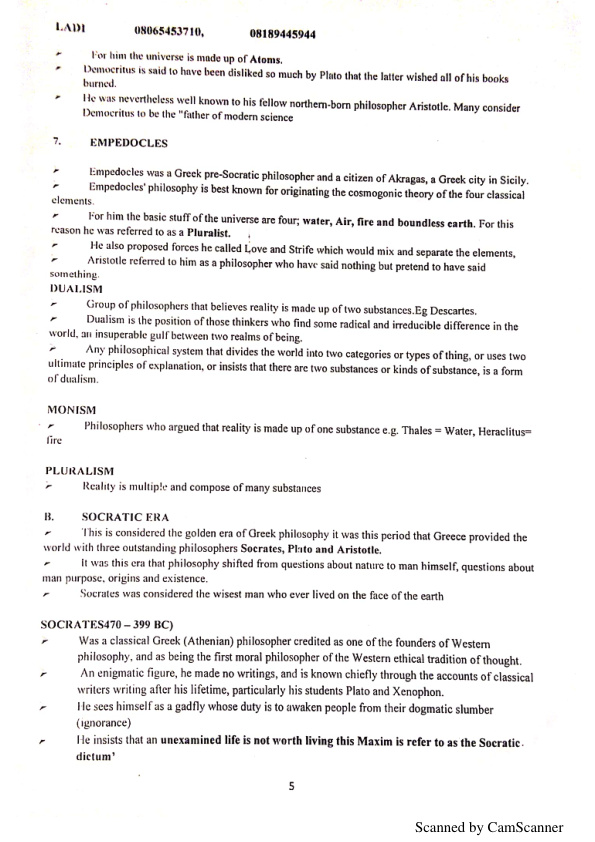 LADI 08065453710, 08189445944
For him the universe is made up of Atoms.
Democritus is said to have been disliked so much by Plato that the latter wished all of his books
burned.
He was nevertheless well known to his fellow northern-born philosopher Aristotle. Many consider
Democritus to be the "father of modern science
7. EMPEDOCLES
Empedocles was a Greek pre-Socratic philosopher and a citizen of Akragas, a Greek city in Sicily.
Empedocles' philosophy is best known for originating the cosmogonic theory of the four classical
elements.
For him the basic stuff of the universe are four; water, Air, fire and boundless earth. For this
reason he was referred to as a Pluralist.
He also proposed forces he called Love and Strife which would mix and separate the elements,
Aristotle referred to him as a philosopher who have said nothing but pretend to have said
something.
DUALISM
Group of philosophers that believes reality is made up of two substances.Eg Descartes.
Dualism is the position of those thinkers who find some radical and irreducible difference in the
world, an insuperable gulf between two realms of being.
Any philosophical system that divides the world into two categories or types of thing, or uses two
ultimate principles of explanation, or insists that there are two substances or kinds of substance, is a form
of dualism.
MONISM
Philosophers who argued that reality is made up of one substance e.g. Thales = Water, Heraclitus=
fire
PLURALISM
Reality is multiple and compose of many substances
B. SOCRATIC ERA
This is considered the golden era of Greek philosophy it was this period that Greece provided the
world with three outstanding philosophers Socrates, Plato and Aristotle.
It was this era that philosophy shifted from questions about nature to man himself, questions about
man purpose, origins and existence.
Socrates was considered the wisest man who ever lived on the face of the earth
SOCRATES470 – 399 BC)
Was a classical Greek (Athenian) philosopher credited as one of the founders of Western
philosophy, and as being the first moral philosopher of the Western ethical tradition of thought.
An enigmatic figure, he made no writings, and is known chiefly through the accounts of classical
writers writing after his lifetime, particularly his students Plato and Xenophon.
He sees himself as a gadfly whose duty is to awaken people from their dogmatic slumber
(ignorance)
He insists that an unexamined life is not worth living this Maxim is refer to as the Socratic
dictum'
5
Scanned by CamScanner